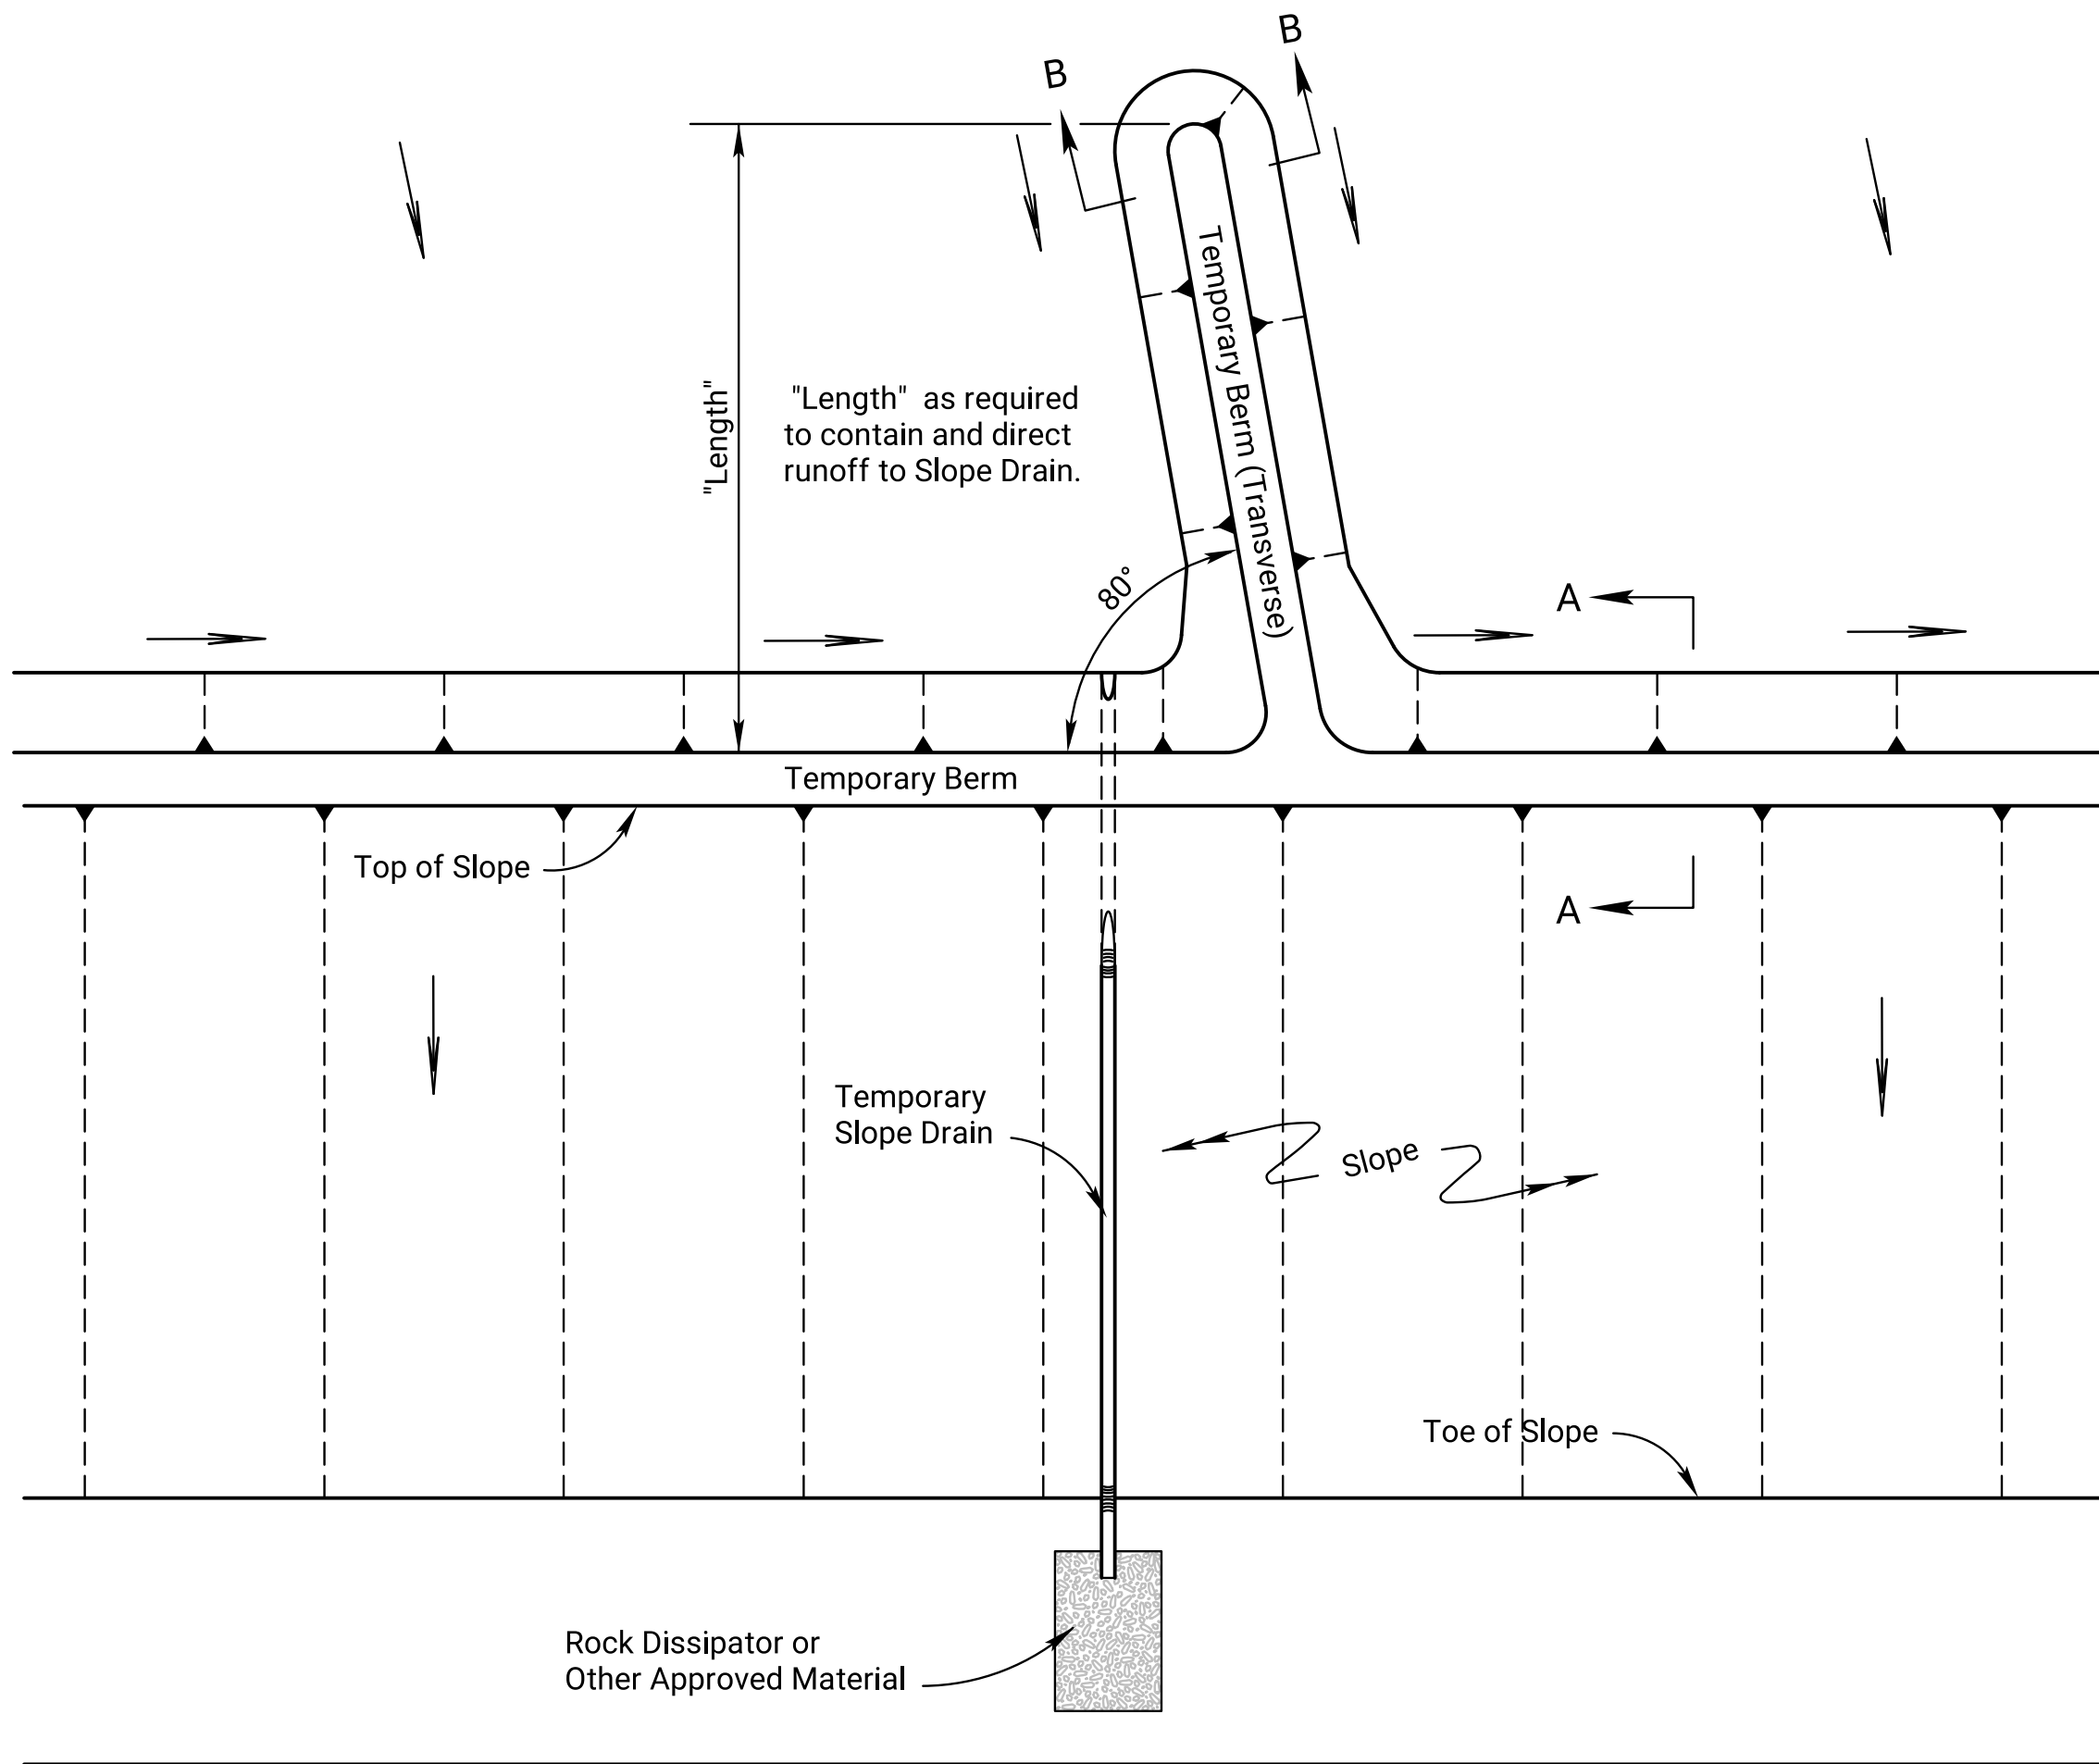 B
B
"Length"
"Length" as required
to contain and direct
runoff to Slope Drain.
Temporary Berm (Transverse)
80°
A
Temporary Berm
Top of Slope
A
Temporary
Slope Drain
Slope
Toe of Slope
Rock Dissipator or
Other Approved Material